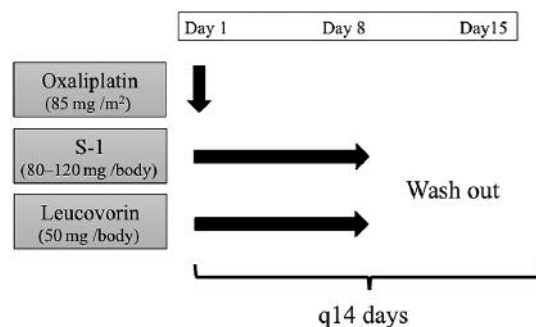 Day 1 Day 8 Day15
Oxaliplatin
(85 mg /m²)
S-1
(80–120 mg /body)
Leucovorin
(50 mg /body)
Wash out
q14 days